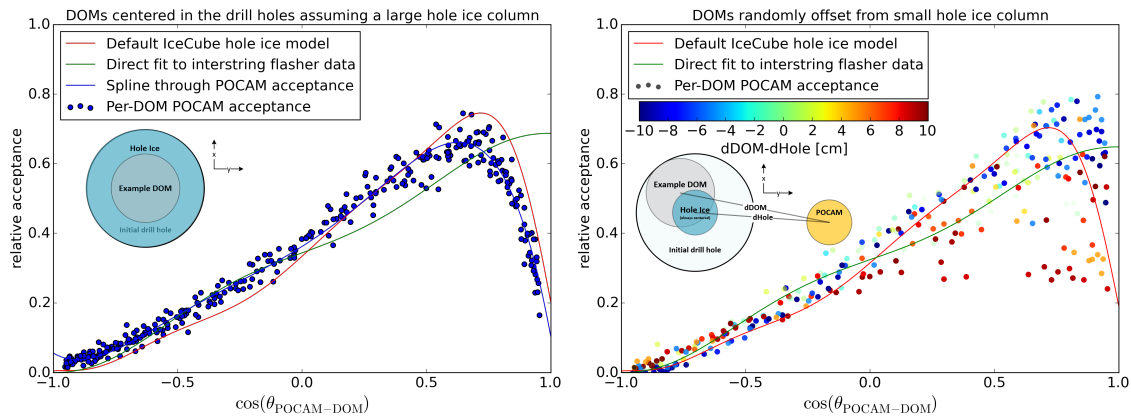 DOMs centered in the drill holes assuming a large hole ice column
Default IceCube hole ice model
Direct fit to interstring flasher data
Spline through POCAM acceptance
Per-DOM POCAM acceptance
Hole Ice
Example DOM
Initial drill hole
x
y
relative acceptance
0.0
0.2
0.4
0.6
0.8
1.0
−1.0
−0.5
0.0
0.5
1.0
cos(θPOCAM−DOM)
DOMs randomly offset from small hole ice column
Default IceCube hole ice model
Direct fit to interstring flasher data
Per-DOM POCAM acceptance
−10 −8 −6 −4 −2 0 2 4 6 8 10
dDOM-dHole [cm]
Example DOM
Hole Ice
(always centered)
Initial drill hole
dDOM
dHole
POCAM
x
y
relative acceptance
0.0
0.2
0.4
0.6
0.8
1.0
−1.0
−0.5
0.0
0.5
1.0
cos(θPOCAM−DOM)